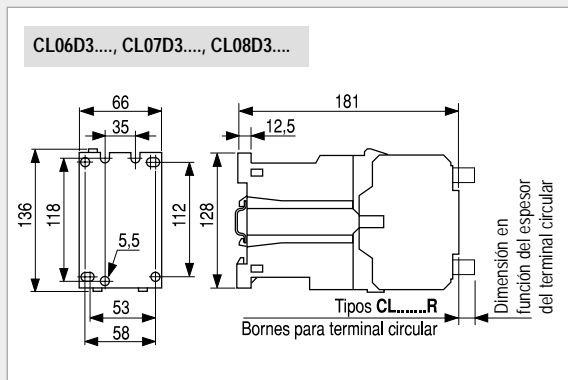 CL06D3...., CL07D3...., CL08D3....
66
35
181
12,5
136
118
112
128
5,5
53
58
Tipos CL.......R
Bornes para terminal circular
Dimensión en
función del espesor
del terminal circular